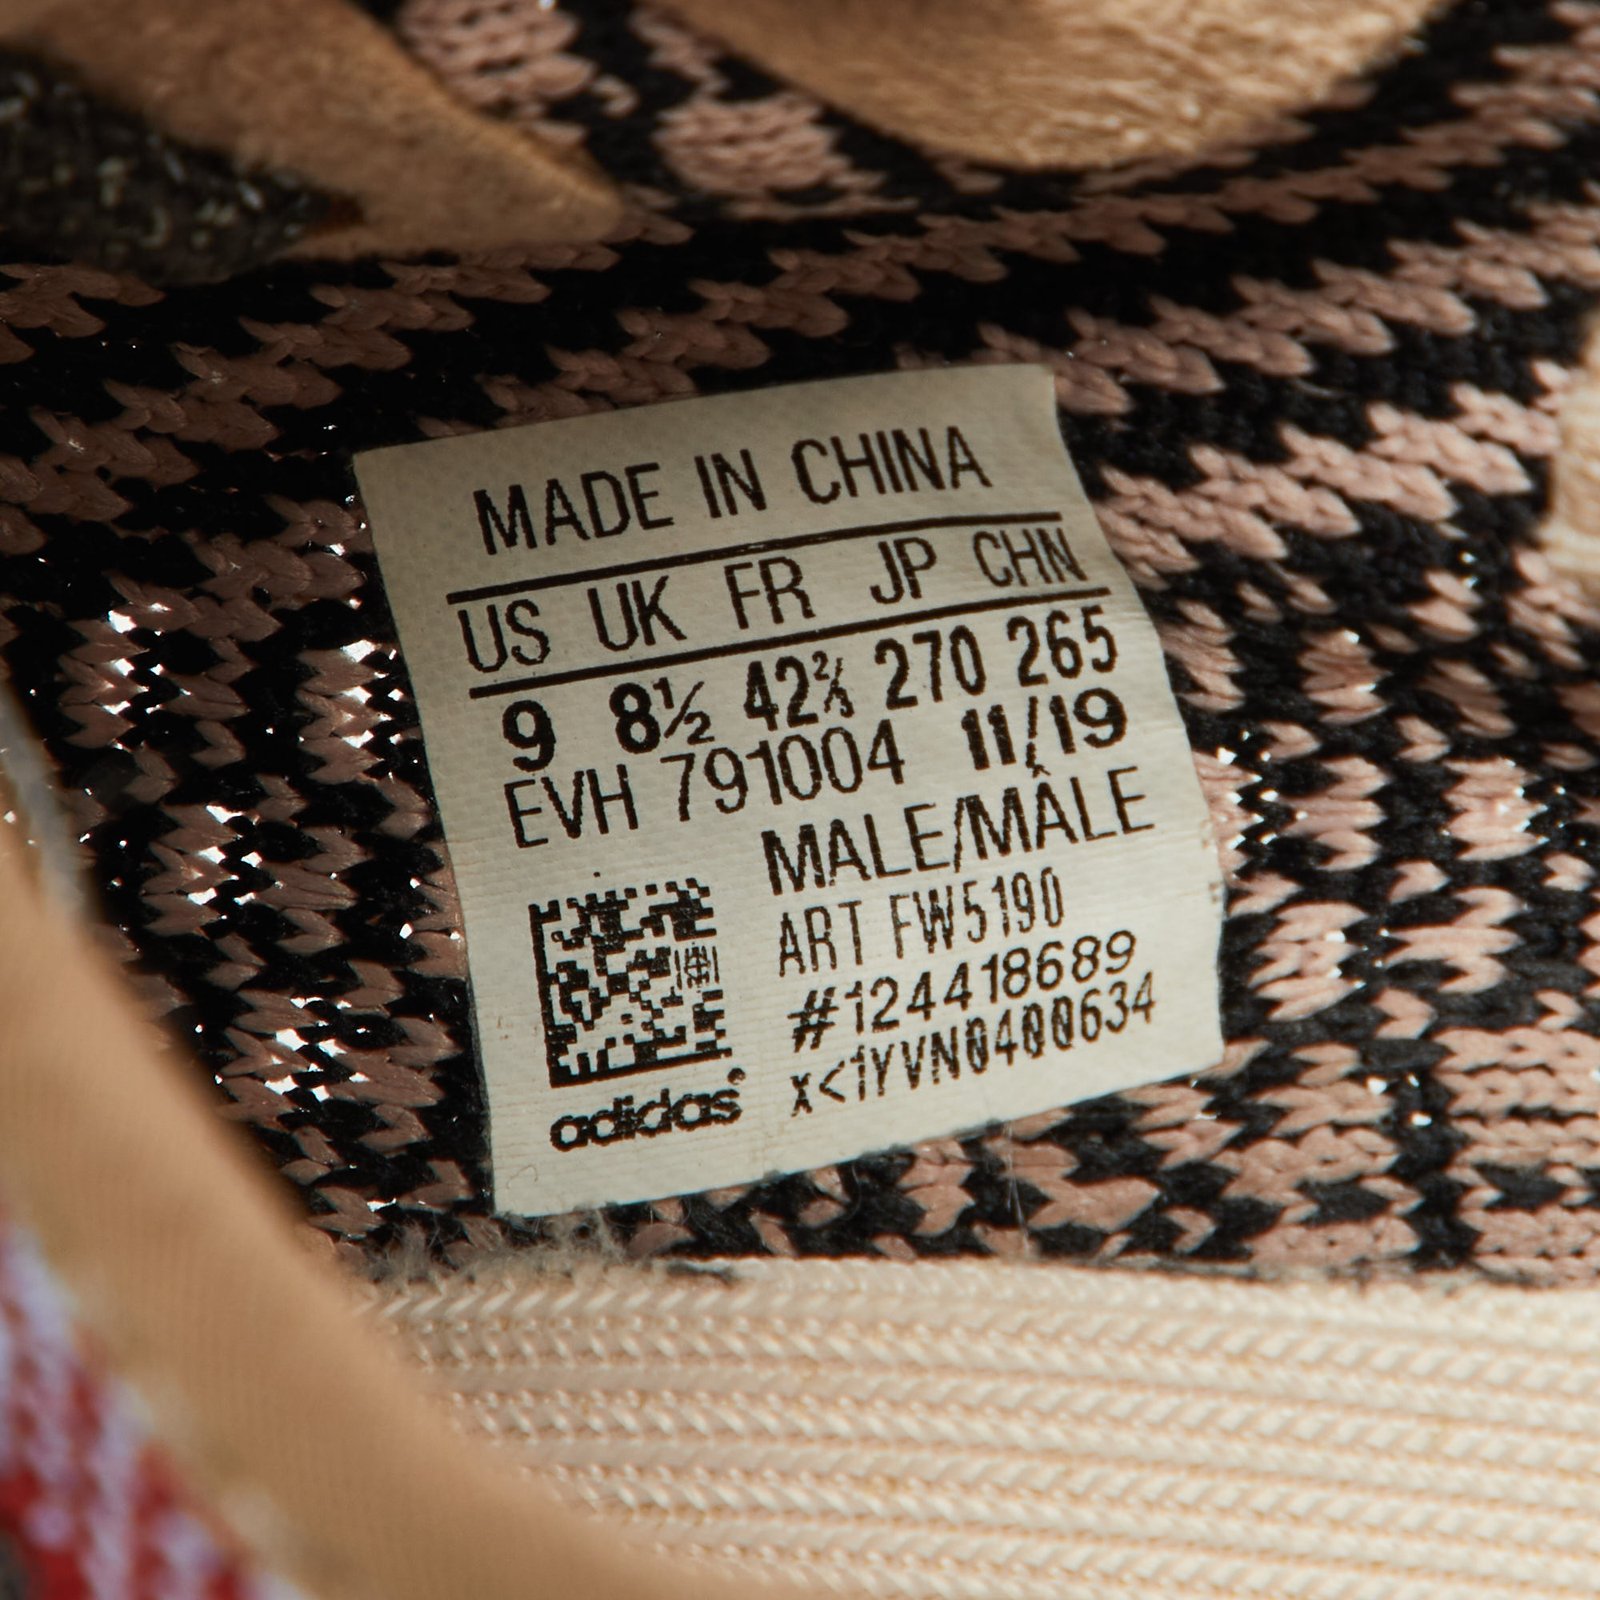 MADE IN CHINA
US UK FR JP CHN
9 8½ 42⅔ 270 265
EVH 791004 11/19
MALE/MÂLE
ART FW5190
#124418689
x<1YVN0400634
adidas®